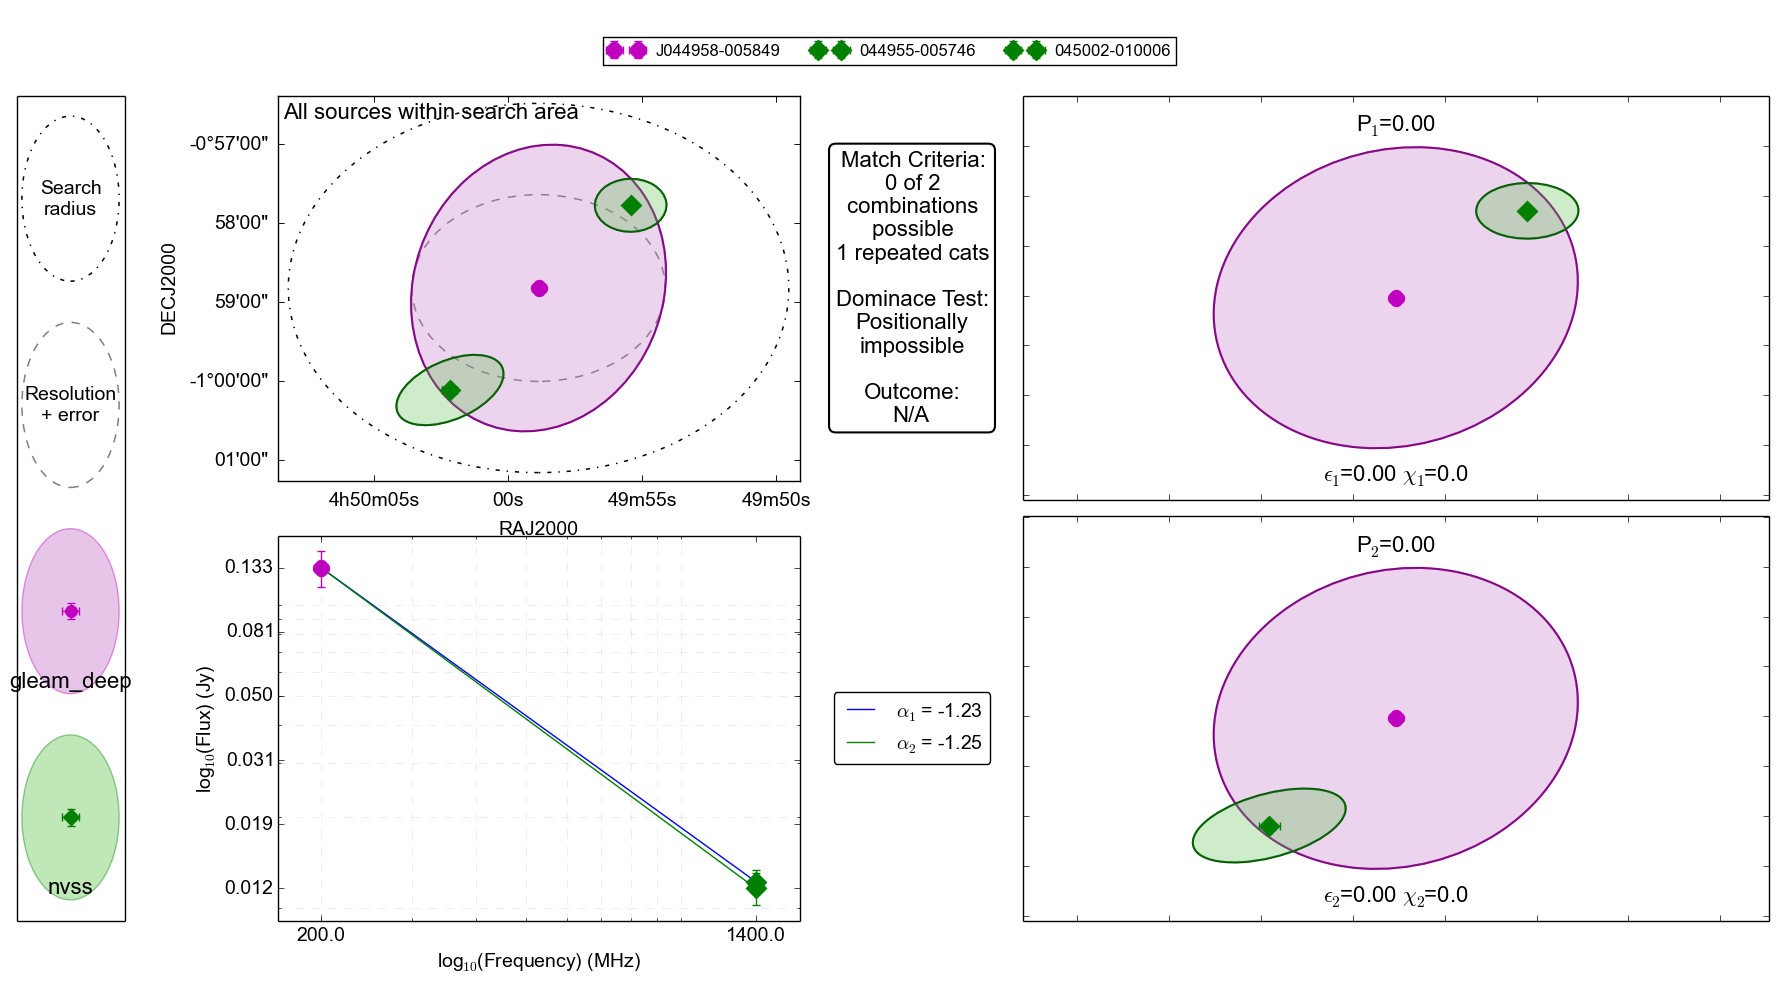 J044958-005849 044955-005746 045002-010006
Search
radius
Resolution
+ error
gleam_deep
nvss
All sources within search area
-0°57'00"
58'00"
59'00"
-1°00'00"
01'00"
DECJ2000
4h50m05s 00s 49m55s 49m50s
RAJ2000
Match Criteria:
0 of 2
combinations
possible
1 repeated cats
Dominace Test:
Positionally
impossible
Outcome:
N/A
P₁=0.00
ϵ₁=0.00 χ₁=0.0
P₂=0.00
ϵ₂=0.00 χ₂=0.0
0.133
0.081
0.050
0.031
0.019
0.012
log₁₀(Flux) (Jy)
200.0 1400.0
log₁₀(Frequency) (MHz)
α₁ = -1.23
α₂ = -1.25